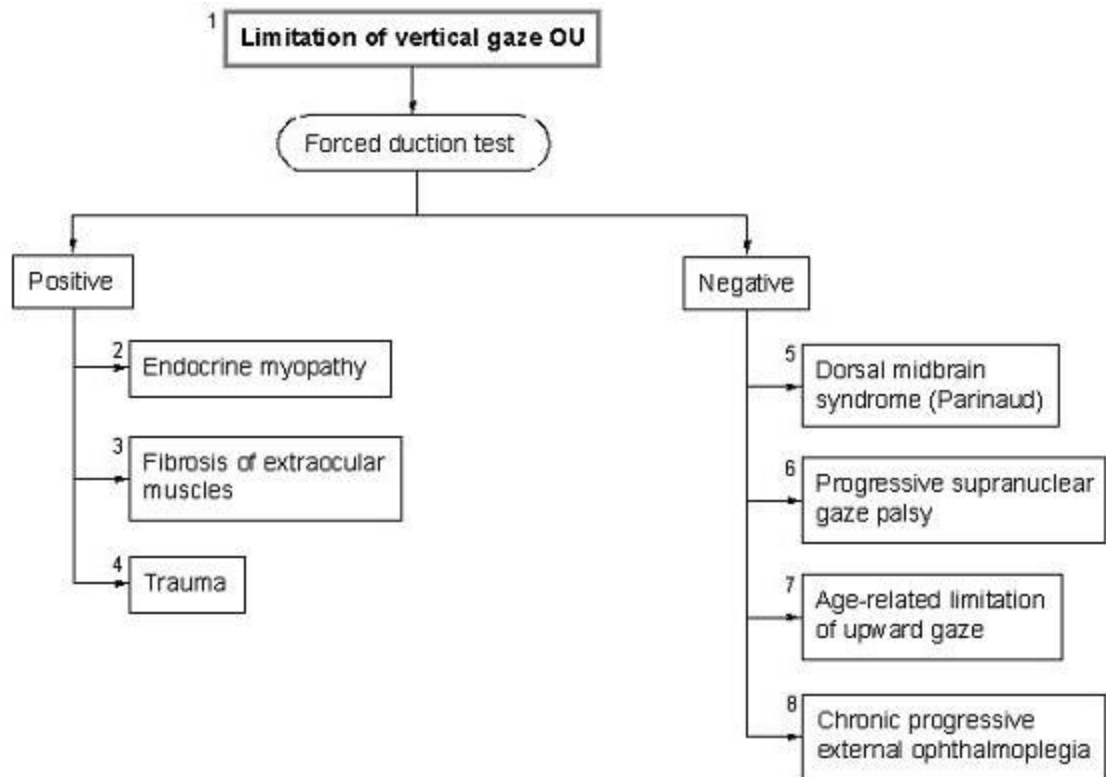 1
Limitation of vertical gaze OU
Forced duction test
Positive
Negative
2
Endocrine myopathy
3
Fibrosis of extraocular
muscles
4
Trauma
5
Dorsal midbrain
syndrome (Parinaud)
6
Progressive supranuclear
gaze palsy
7
Age-related limitation
of upward gaze
8
Chronic progressive
external ophthalmoplegia